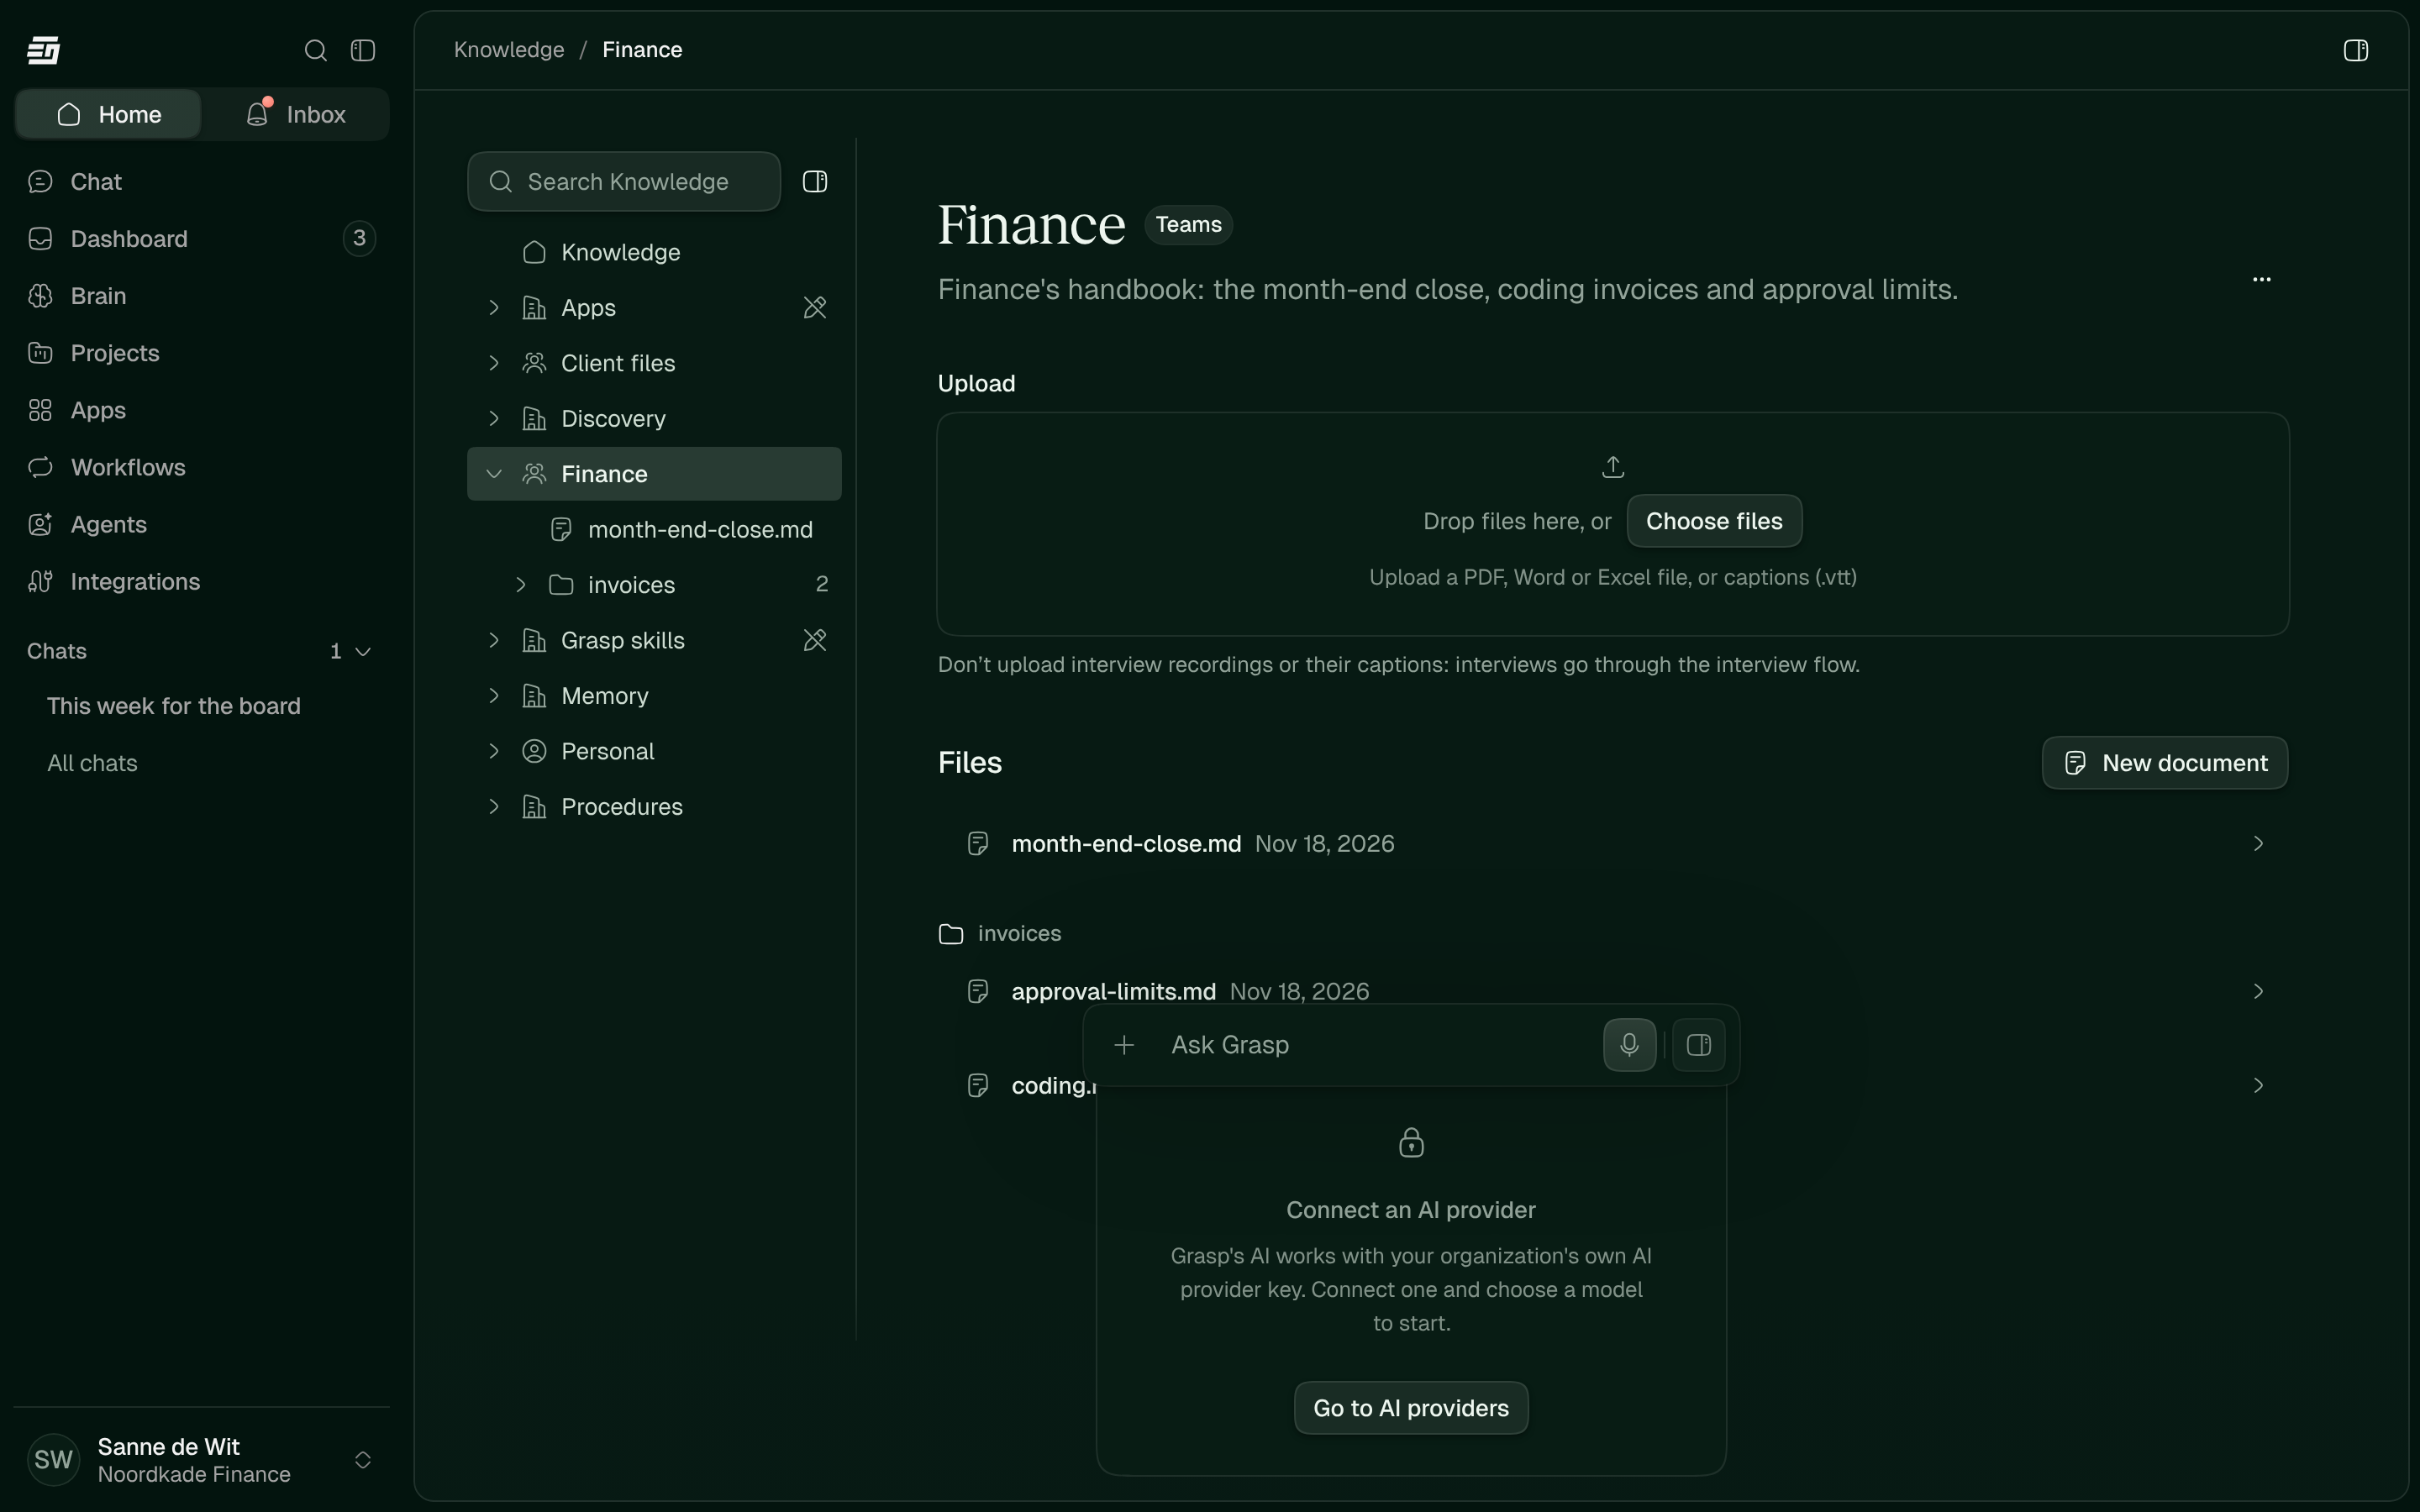 Home
Inbox
Chat
Dashboard
3
Brain
Projects
Apps
Workflows
Agents
Integrations
Chats
1
This week for the board
All chats
SW
Sanne de Wit
Noordkade Finance
Knowledge / Finance
Search Knowledge
Knowledge
Apps
Client files
Discovery
Finance
month-end-close.md
invoices
2
Grasp skills
Memory
Personal
Procedures
Finance
Teams
Finance's handbook: the month-end close, coding invoices and approval limits.
Upload
Drop files here, or
Choose files
Upload a PDF, Word or Excel file, or captions (.vtt)
Don’t upload interview recordings or their captions: interviews go through the interview flow.
Files
New document
month-end-close.md Nov 18, 2026
invoices
approval-limits.md Nov 18, 2026
Ask Grasp
coding.
Connect an AI provider
Grasp's AI works with your organization's own AI
provider key. Connect one and choose a model
to start.
Go to AI providers